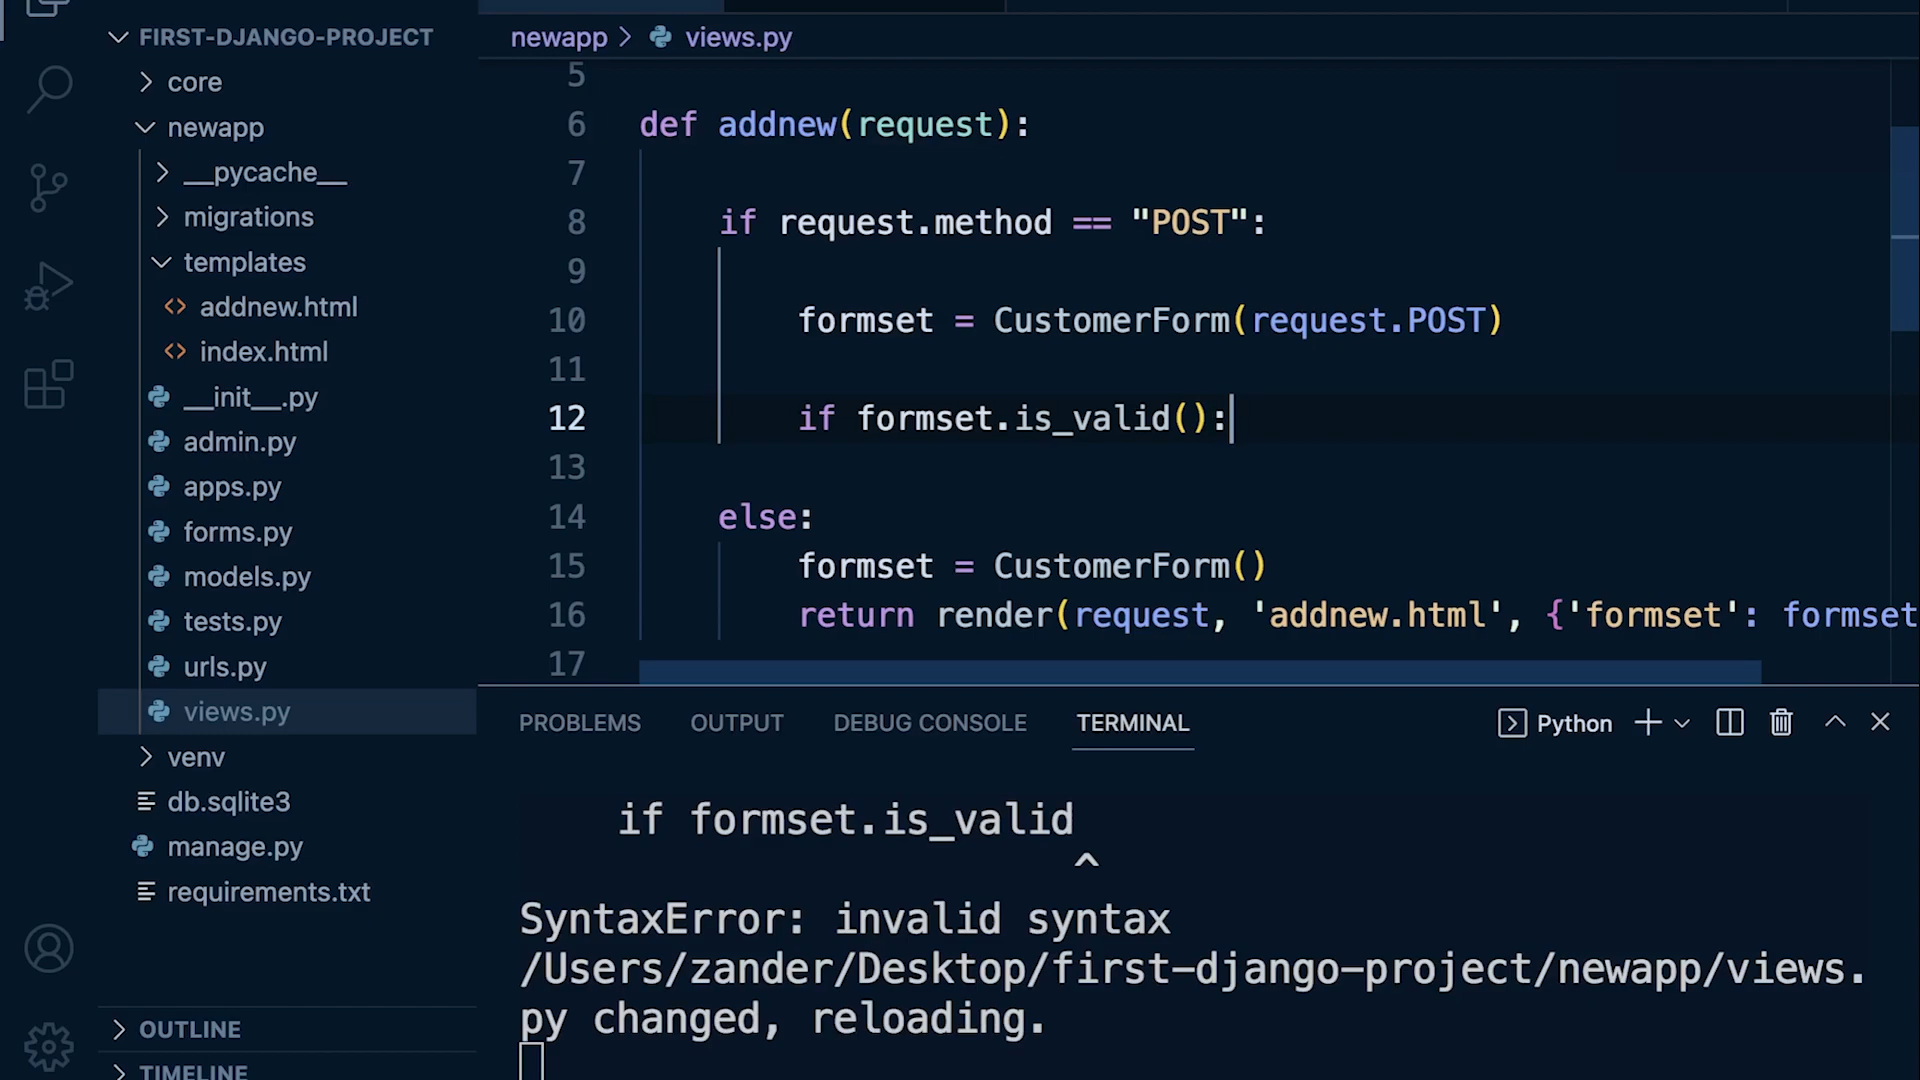 FIRST-DJANGO-PROJECT
core
newapp
__pycache__
migrations
templates
<> addnew.html
<> index.html
__init__.py
admin.py
apps.py
forms.py
models.py
tests.py
urls.py
views.py
venv
db.sqlite3
manage.py
requirements.txt
OUTLINE
TIMELINE
newapp > views.py
5
6 def addnew(request):
7
8 if request.method == "POST":
9
10 formset = CustomerForm(request.POST)
11
12 if formset.is_valid():
13
14 else:
15 formset = CustomerForm()
16 return render(request, 'addnew.html', {'formset': formset
17
PROBLEMS OUTPUT DEBUG CONSOLE TERMINAL Python
if formset.is_valid
^
SyntaxError: invalid syntax
/Users/zander/Desktop/first-django-project/newapp/views.
py changed, reloading.